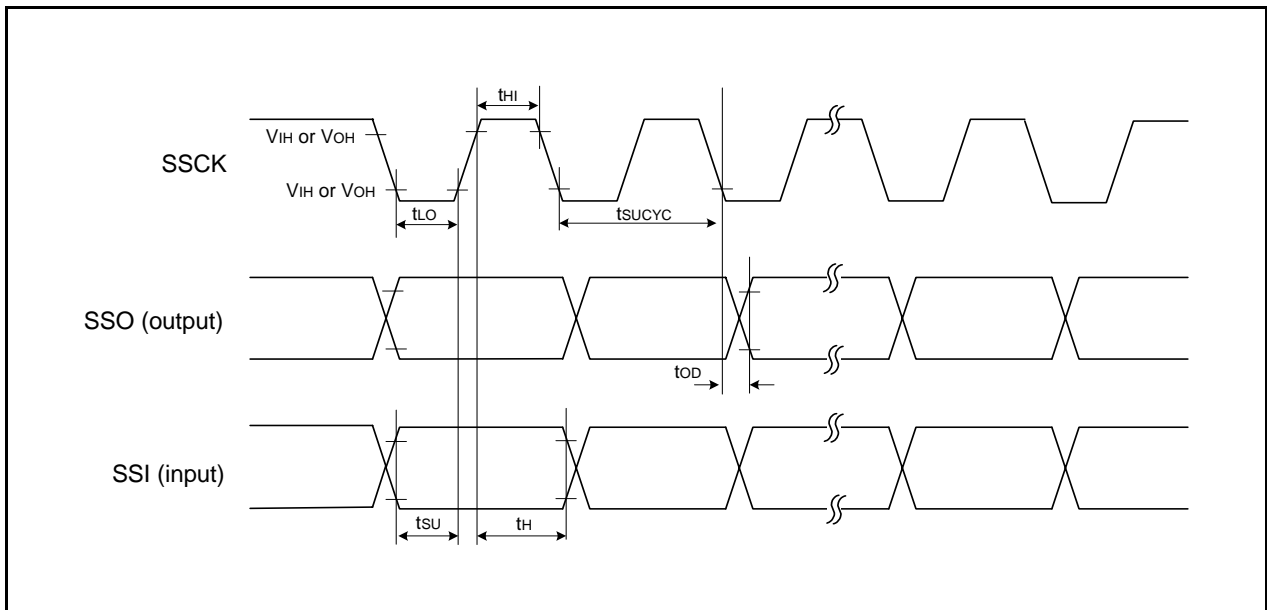 tHI
VIH or VOH
SSCK
VIH or VOH
tLO
tSUCYC
SSO (output)
tOD
SSI (input)
tSU
tH